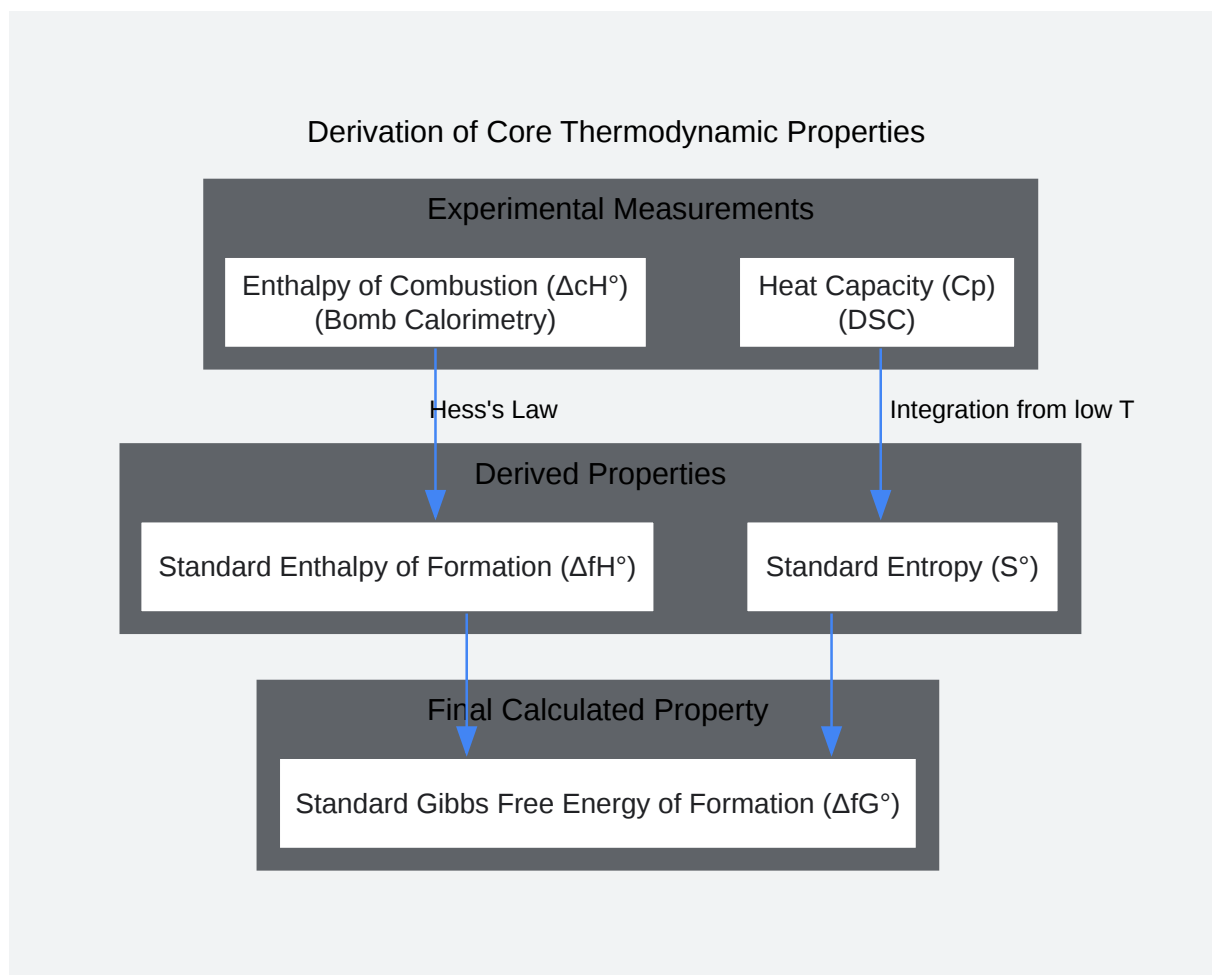 Derivation of Core Thermodynamic Properties
Experimental Measurements
Enthalpy of Combustion (ΔcH°)
(Bomb Calorimetry)
Heat Capacity (Cp)
(DSC)
Hess's Law
Integration from low T
Derived Properties
Standard Enthalpy of Formation (ΔfH°)
Standard Entropy (S°)
Final Calculated Property
Standard Gibbs Free Energy of Formation (ΔfG°)